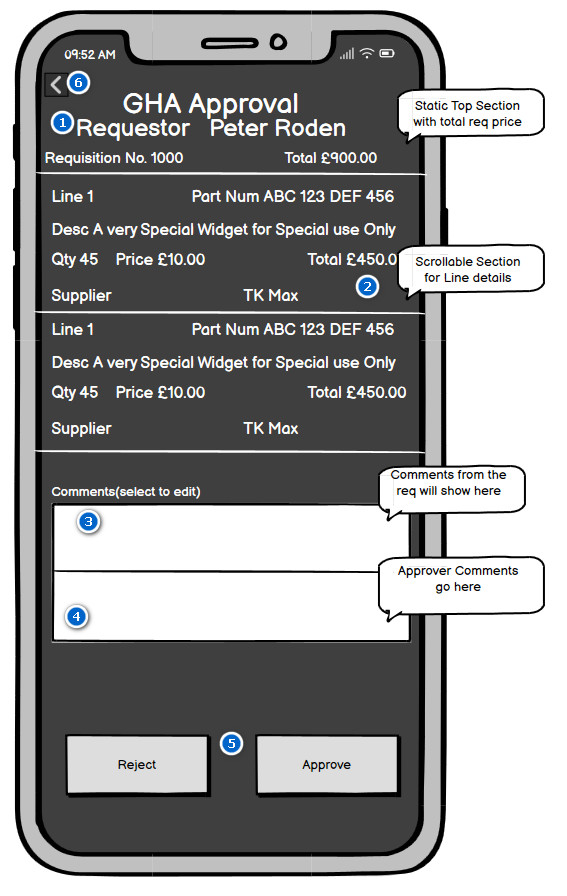 09:52 AM
6
GHA Approval
1
Requestor Peter Roden
Static Top Section
with total req price
Requisition No. 1000 Total £900.00
Line 1 Part Num ABC 123 DEF 456
Desc A very Special Widget for Special use Only
Qty 45 Price £10.00 Total £450.0
Scrollable Section
for Line details
2
Supplier TK Max
Line 1 Part Num ABC 123 DEF 456
Desc A very Special Widget for Special use Only
Qty 45 Price £10.00 Total £450.00
Supplier TK Max
Comments from the
req will show here
Comments(select to edit)
3
Approver Comments
go here
4
5
Reject Approve